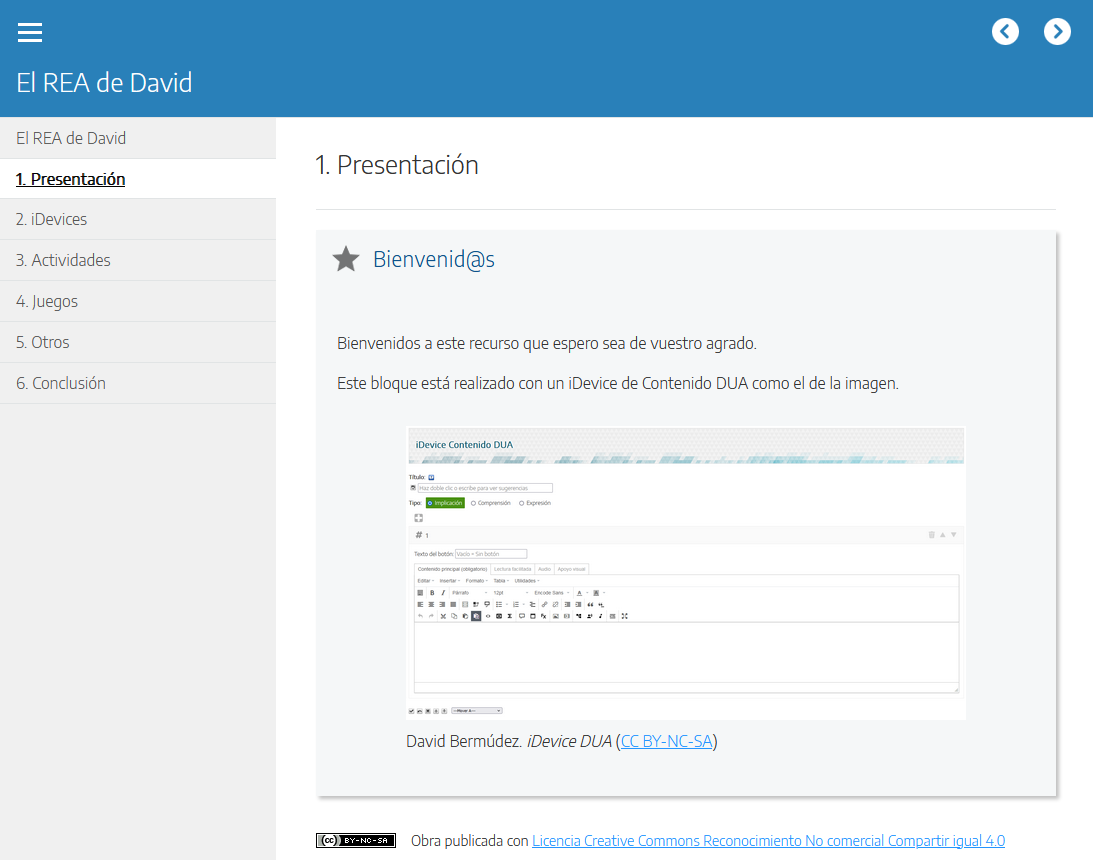 El REA de David
El REA de David
1. Presentación
2. iDevices
3. Actividades
4. Juegos
5. Otros
6. Conclusión
1. Presentación
Bienvenid@s
Bienvenidos a este recurso que espero sea de vuestro agrado.
Este bloque está realizado con un iDevice de Contenido DUA como el de la imagen.
iDevice Contenido DUA
Título:
Haz doble clic o escribe para ver sugerencias
Tipo: Implicación Comprensión Expresión
# 1
Texto del botón: Vacío = Sin botón
Contenido principal (obligatorio) Lectura facilitada Audio Apoyo visual
Editar Insertar Formato Tabla Utilidades
B I Párrafo 12pt Encode Sans A
David Bermúdez. iDevice DUA (CC BY-NC-SA)
cc BY-NC-SA Obra publicada con Licencia Creative Commons Reconocimiento No comercial Compartir igual 4.0